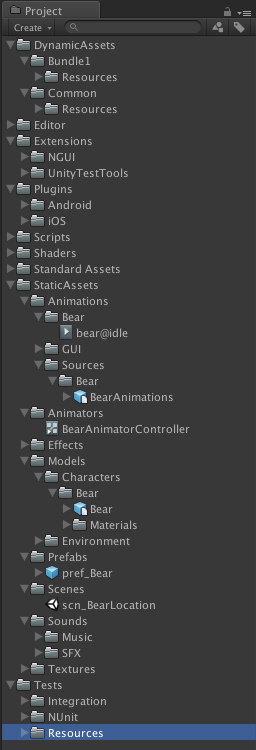 Project
Create
DynamicAssets
Bundle1
Resources
Common
Resources
Editor
Extensions
NGUI
UnityTestTools
Plugins
Android
iOS
Scripts
Shaders
Standard Assets
StaticAssets
Animations
Bear
bear@idle
GUI
Sources
Bear
BearAnimations
Animators
BearAnimatorController
Effects
Models
Characters
Bear
Bear
Materials
Environment
Prefabs
pref_Bear
Scenes
scn_BearLocation
Sounds
Music
SFX
Textures
Tests
Integration
NUnit
Resources